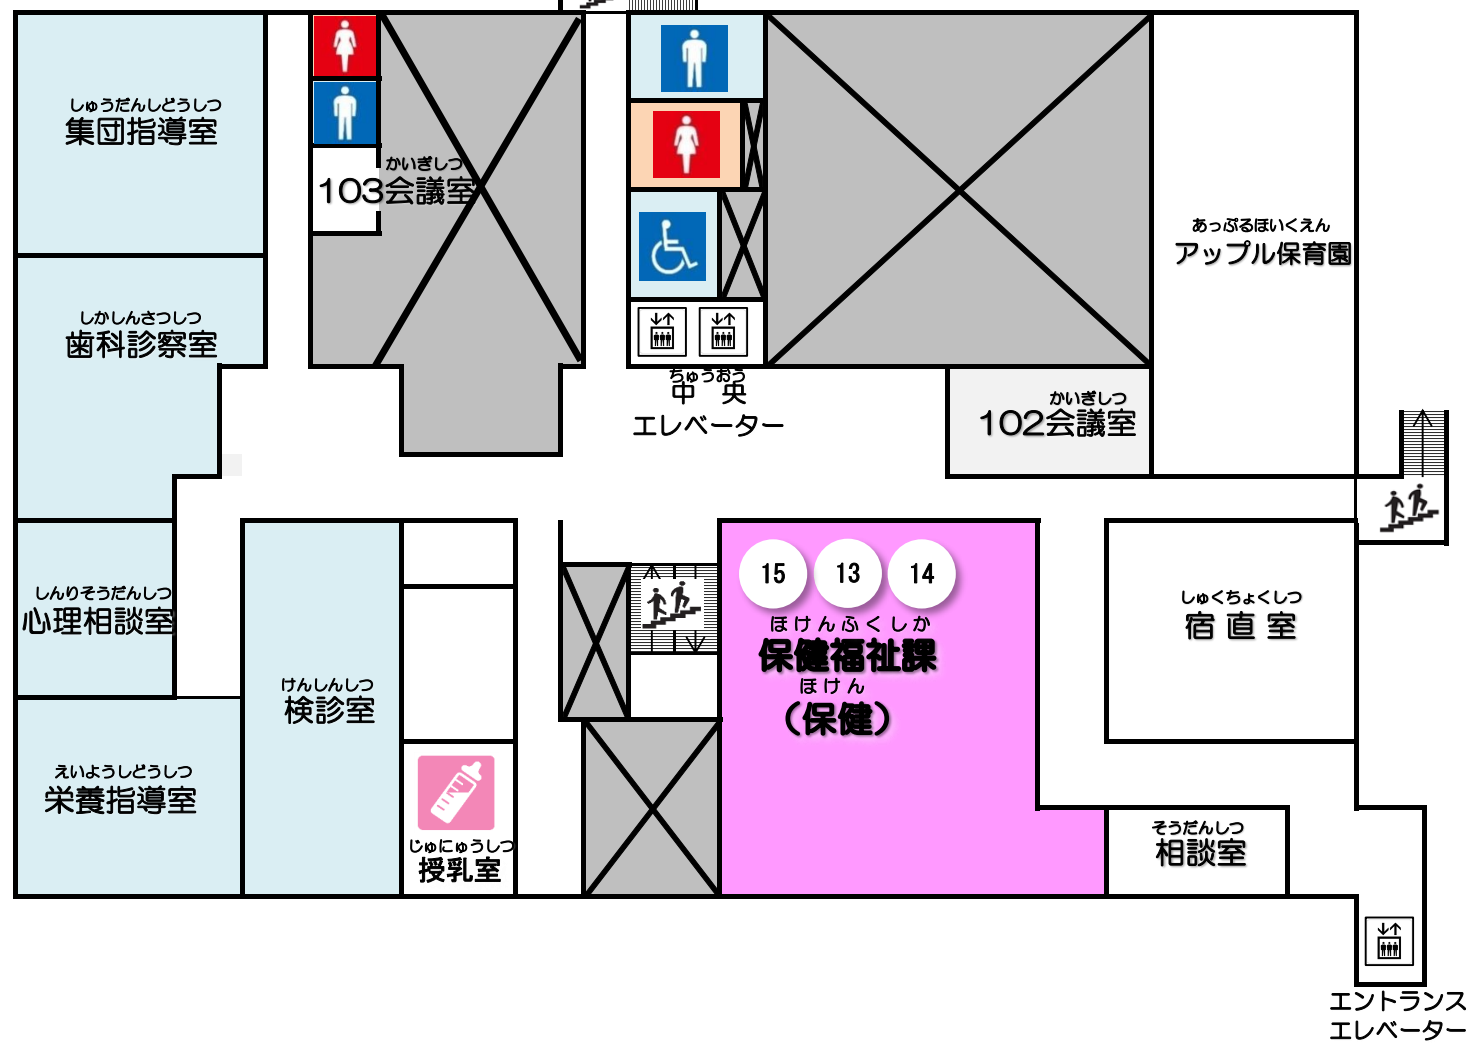 しゅうだんしどうしつ
集団指導室
かいぎしつ
103会議室
あっぷるほいくえん
アップル保育園
しかしんさつしつ
歯科診察室
ちゅうおう
中　央
エレベーター
かいぎしつ
102会議室
15 13 14
ほけんふくしか
保健福祉課
ほけん
（保健）
しんりそうだんしつ
心理相談室
しゅくちょくしつ
宿直室
けんしんしつ
検診室
えいようしどうしつ
栄養指導室
じゅにゅうしつ
授乳室
そうだんしつ
相談室
エントランス
エレベーター